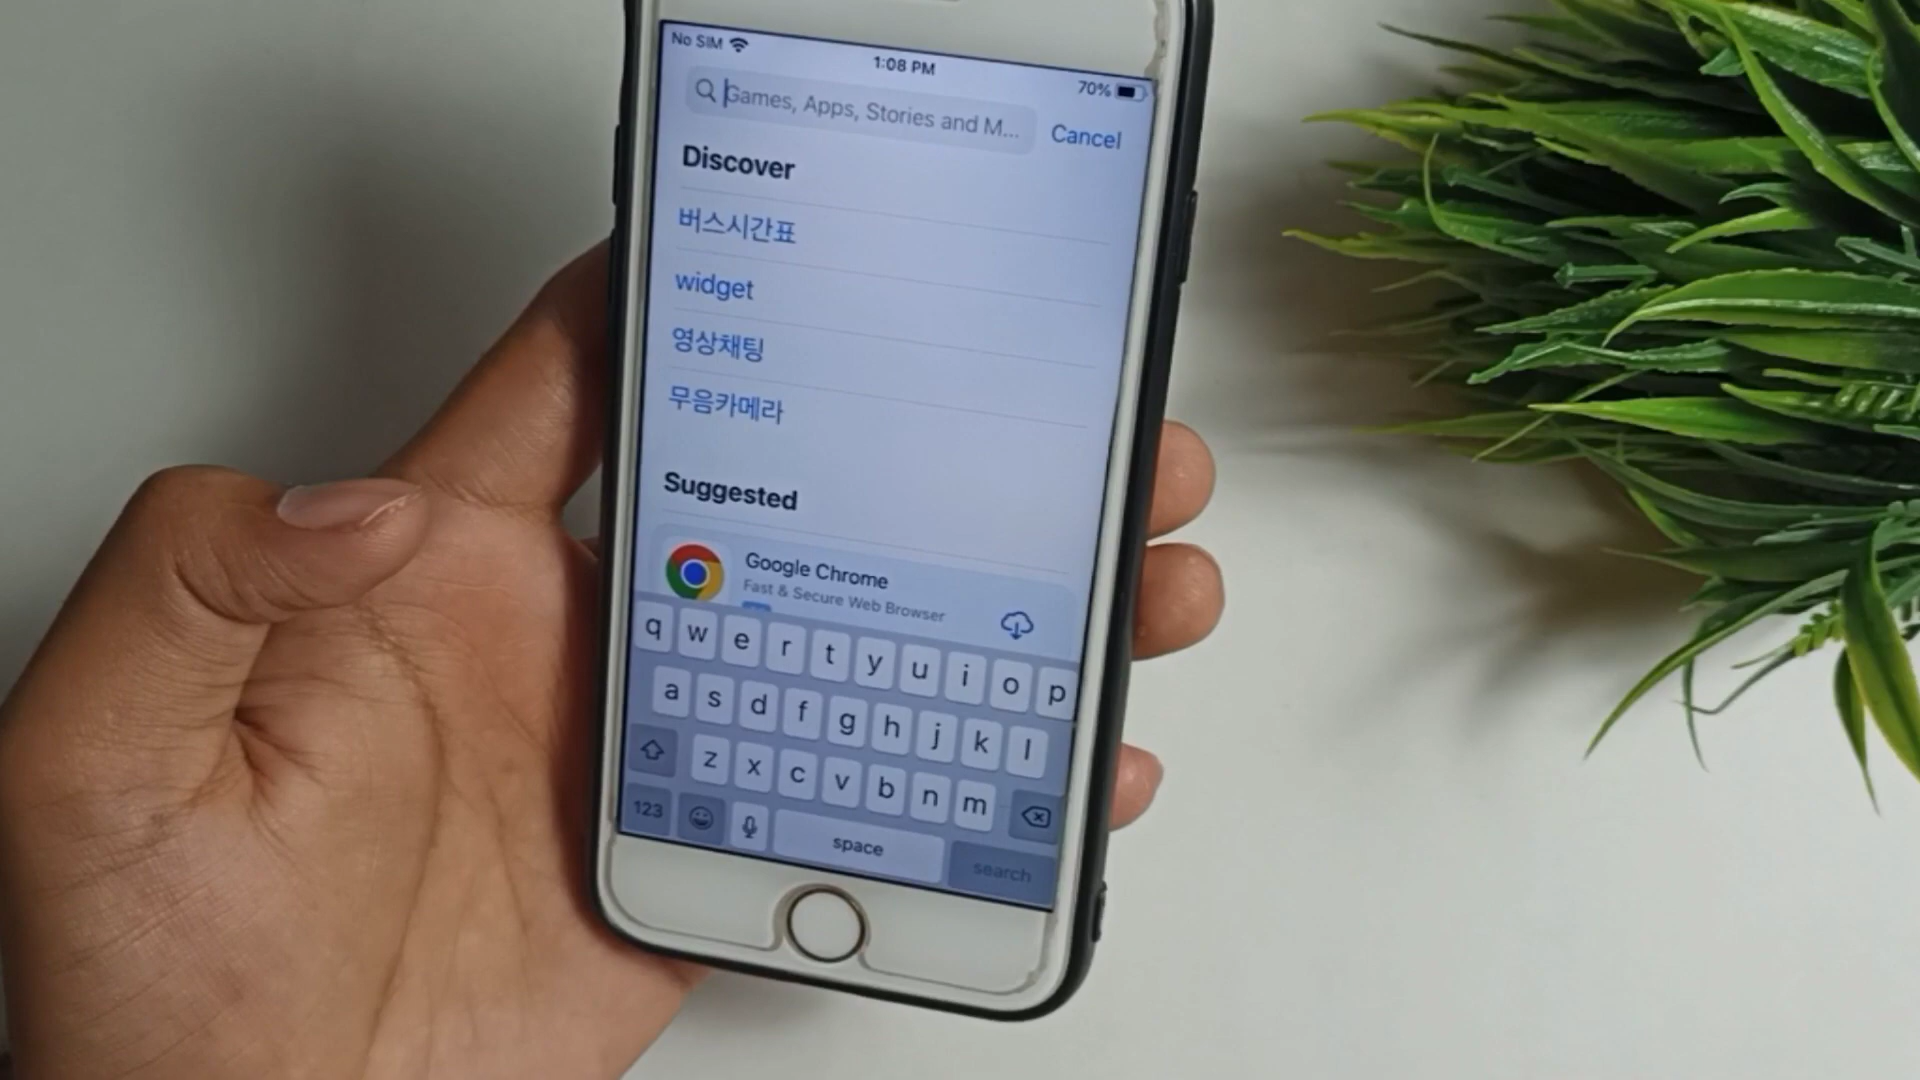 No SIM
1:08 PM
70%
Games, Apps, Stories and M...
Cancel
Discover
버스시간표
widget
영상채팅
무음카메라
Suggested
Google Chrome
Fast & Secure Web Browser
q w e r t y u i o p
a s d f g h j k l
z x c v b n m
123
space
search